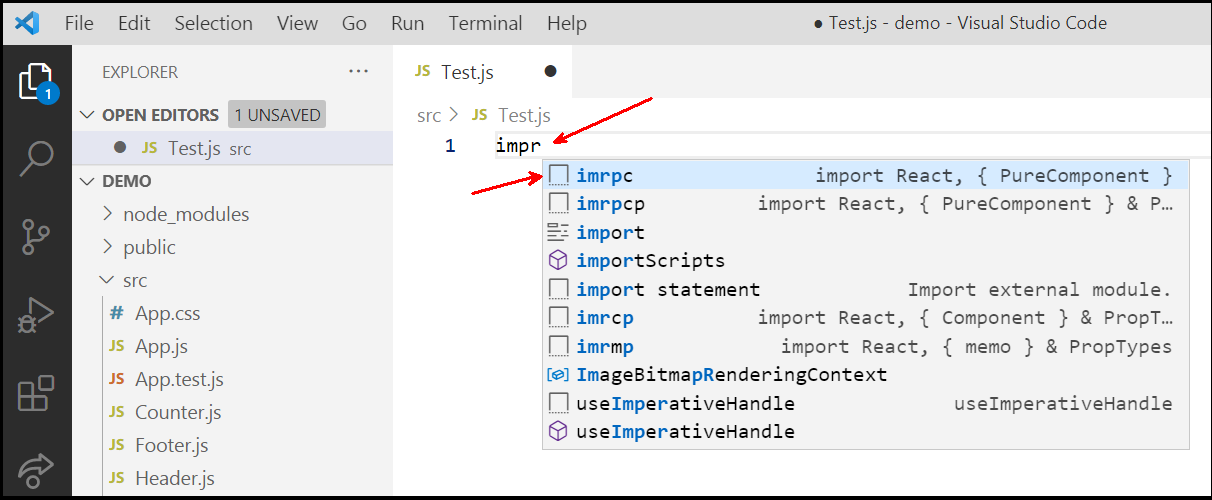 File Edit Selection View Go Run Terminal Help ● Test.js - demo - Visual Studio Code
EXPLORER ...
JS Test.js ●
1
OPEN EDITORS 1 UNSAVED
src > JS Test.js
● JS Test.js src
1 impr
DEMO
imrpc import React, { PureComponent }
node_modules
imrpcp import React, { PureComponent } & P…
public
import
src
importScripts
import statement Import external module.
# App.css
imrcp import React, { Component } & PropT…
JS App.js
imrmp import React, { memo } & PropTypes
JS App.test.js
ImageBitmapRenderingContext
JS Counter.js
useImperativeHandle useImperativeHandle
JS Footer.js
useImperativeHandle
JS Header.js